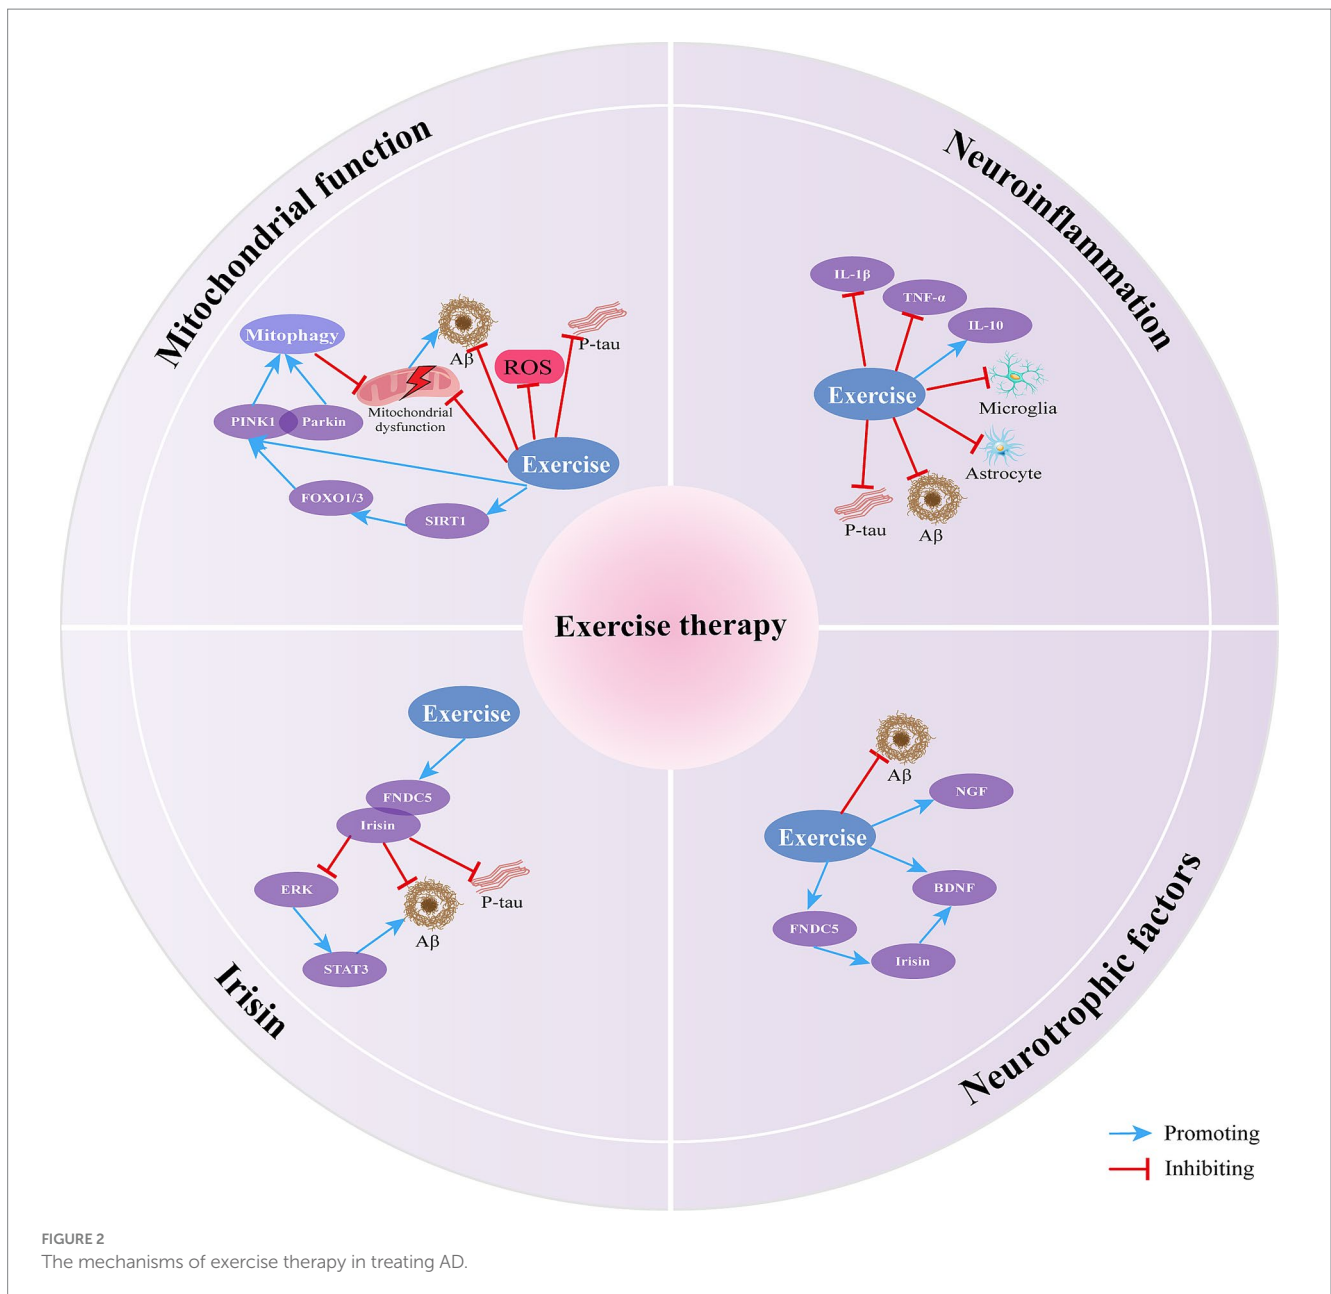 Mitochondrial function
Aβ
P-tau
Mitophagy
ROS
Mitochondrial
dysfunction
PINK1
Parkin
Exercise
FOXO1/3
SIRT1
Neuroinflammation
IL-1β
TNF-α
IL-10
Exercise
Microglia
Astrocyte
P-tau
Aβ
Exercise therapy
Irisin
Exercise
FNDC5
Irisin
ERK
P-tau
Aβ
STAT3
Neurotrophic factors
Aβ
NGF
Exercise
BDNF
FNDC5
Irisin
Promoting
Inhibiting
FIGURE 2
The mechanisms of exercise therapy in treating AD.